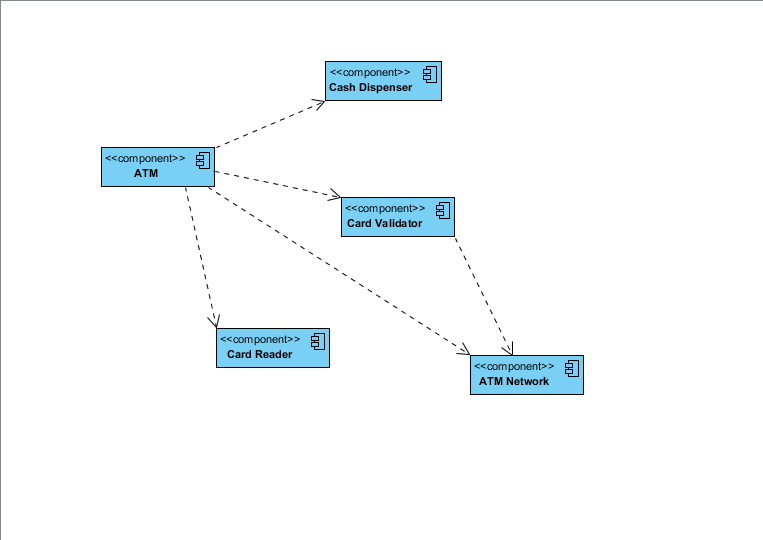 <<component>>
Cash Dispenser
<<component>>
ATM
<<component>>
Card Validator
<<component>>
Card Reader
<<component>>
ATM Network